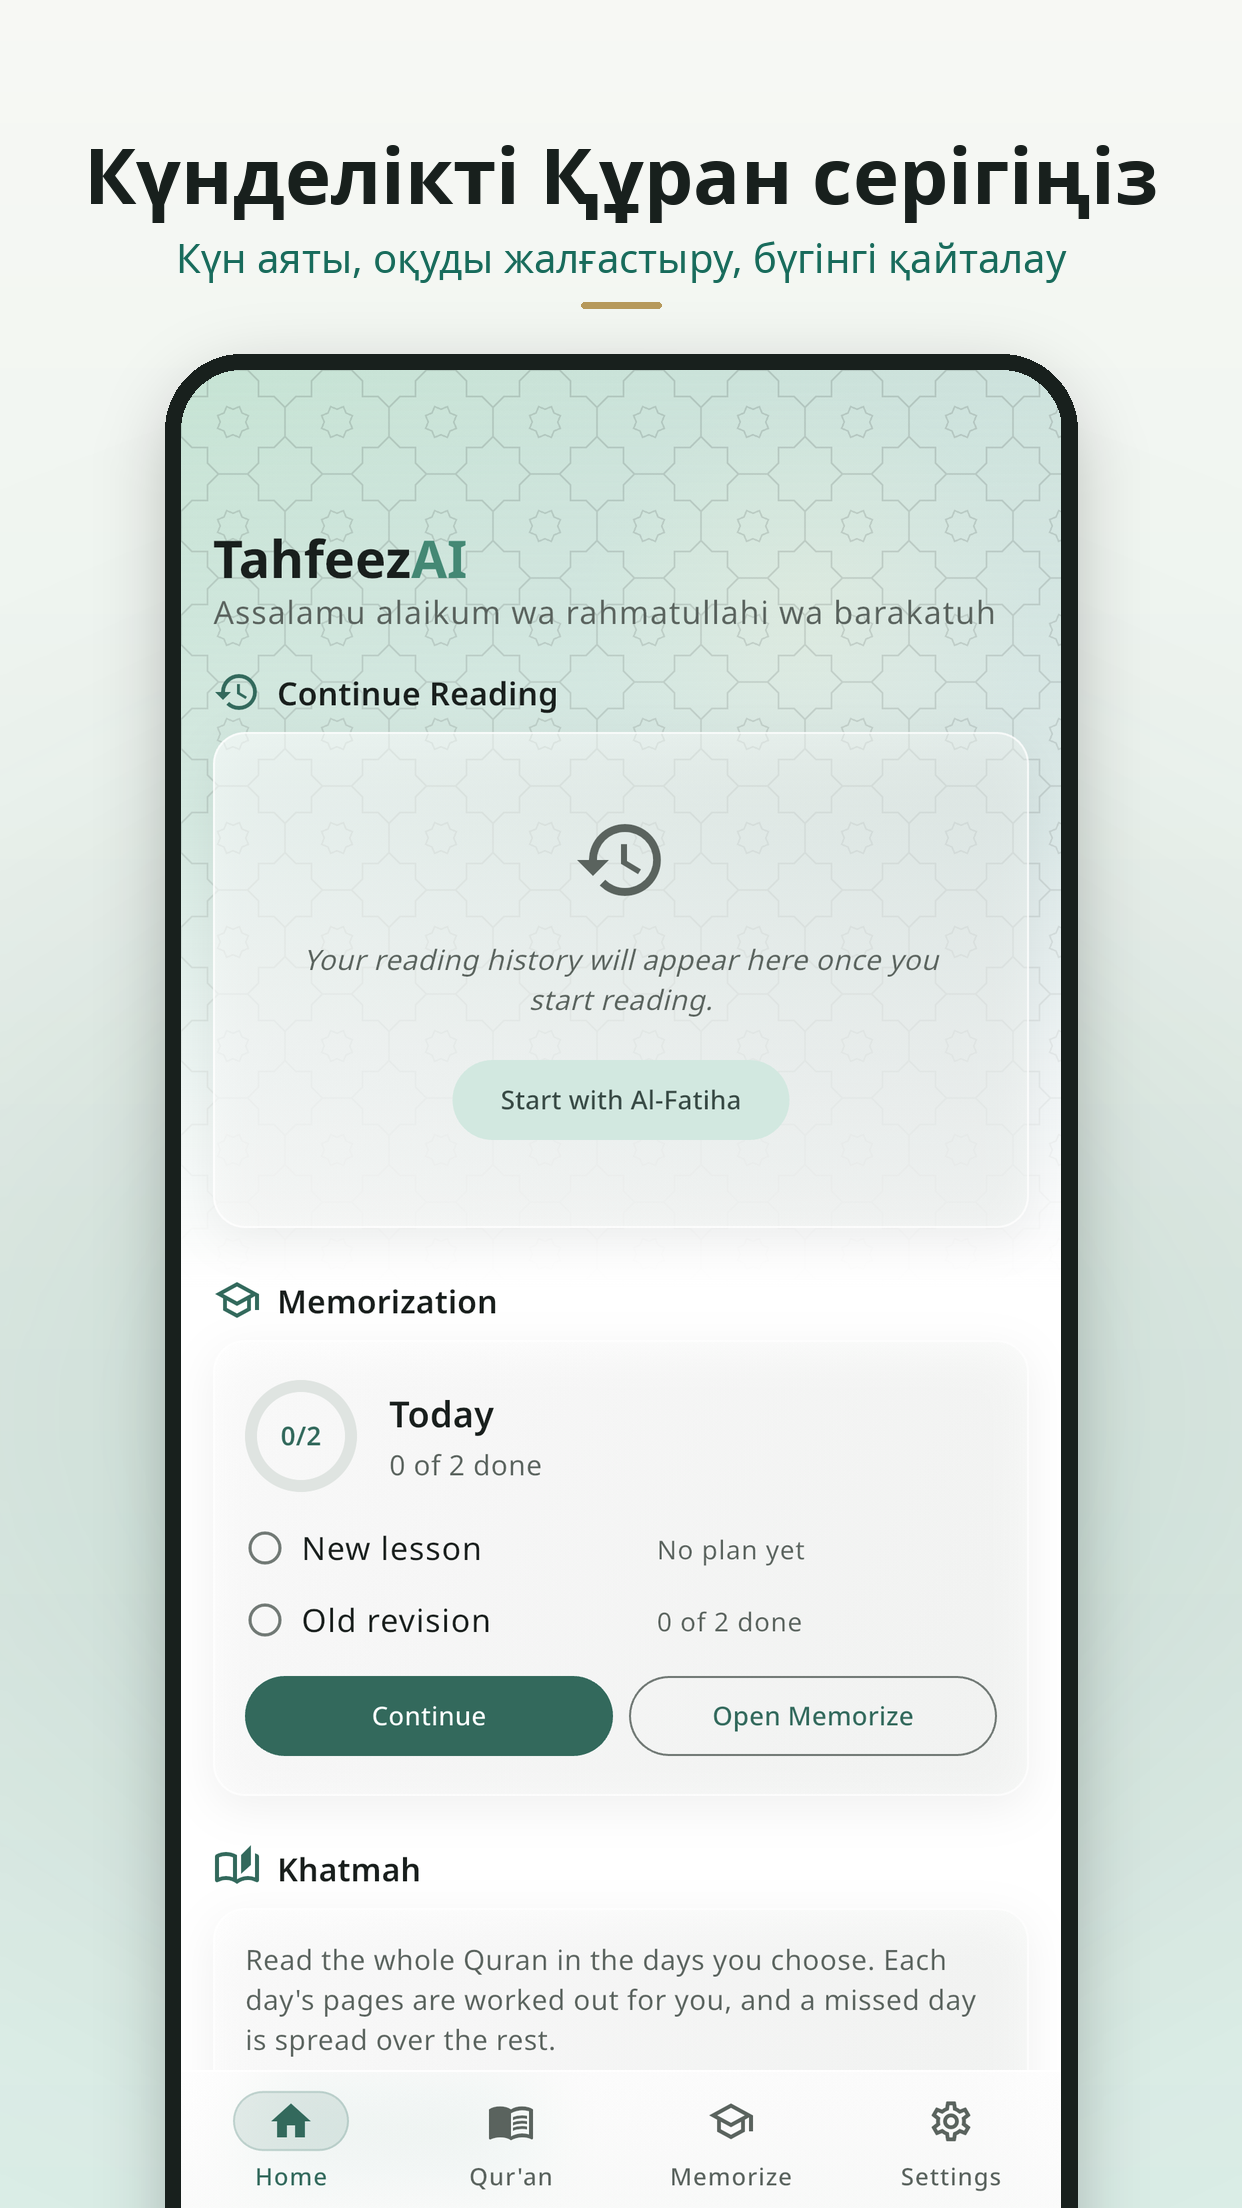 Күнделікті Құран серігіңіз
Күн аяты, оқуды жалғастыру, бүгінгі қайталау
TahfeezAI
Assalamu alaikum wa rahmatullahi wa barakatuh
Continue Reading
Your reading history will appear here once you
start reading.
Start with Al-Fatiha
Memorization
0/2
Today
0 of 2 done
New lesson
No plan yet
Old revision
0 of 2 done
Continue
Open Memorize
Khatmah
Read the whole Quran in the days you choose. Each
day's pages are worked out for you, and a missed day
is spread over the rest.
Home
Qur'an
Memorize
Settings